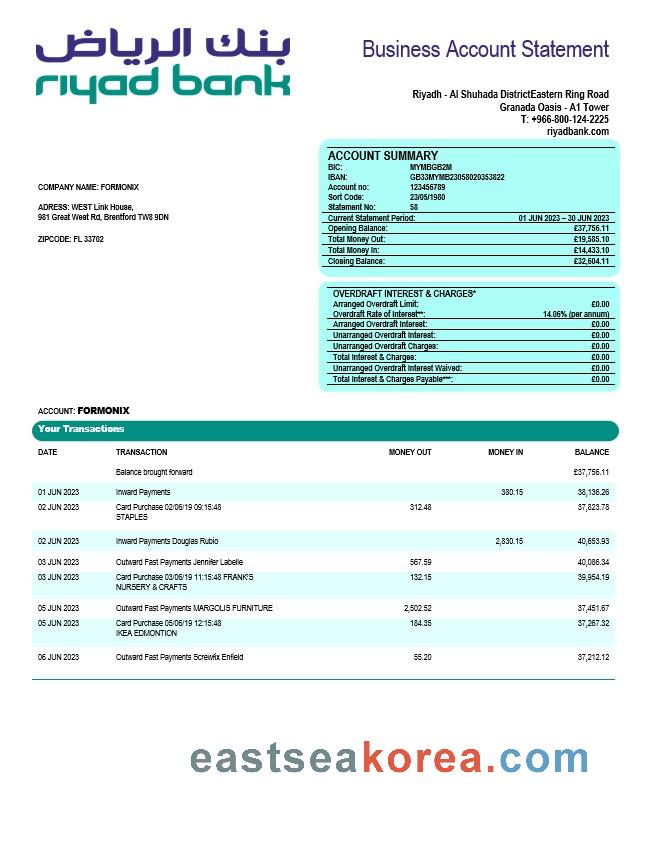 بنك الرياض
riyad bank
Business Account Statement
Riyadh - Al Shuhada DistrictEastern Ring Road
Granada Oasis - A1 Tower
T: +966-800-124-2225
riyadbank.com
ACCOUNT SUMMARY
BIC: MYMBGB2M
IBAN: GB33MYMB23058020353822
Account no: 123456789
Sort Code: 23/05/1980
Statement No: 58
Current Statement Period: 01 JUN 2023 – 30 JUN 2023
Opening Balance: £37,756.11
Total Money Out: £19,585.10
Total Money In: £14,433.10
Closing Balance: £32,604.11
COMPANY NAME: FORMONIX
ADRESS: WEST Link House,
981 Great West Rd, Brentford TW8 9DN
ZIPCODE: FL 33702
OVERDRAFT INTEREST & CHARGES*
Arranged Overdraft Limit: £0.00
Overdraft Rate of Interest**: 14.06% (per annum)
Arranged Overdraft Interest: £0.00
Unarranged Overdraft Interest: £0.00
Unarranged Overdraft Charges: £0.00
Total Interest & Charges: £0.00
Unarranged Overdraft Interest Waived: £0.00
Total Interest & Charges Payable***: £0.00
ACCOUNT: FORMONIX
Your Transactions
DATE TRANSACTION MONEY OUT MONEY IN BALANCE
Balance brought forward £37,756.11
01 JUN 2023 Inward Payments 380.15 38,136.26
02 JUN 2023 Card Purchase 02/06/19 09:15:48 312.48 37,823.78
STAPLES
02 JUN 2023 Inward Payments Douglas Rubio 2,830.15 40,653.93
03 JUN 2023 Outward Fast Payments Jennifer Labelle 567.59 40,086.34
03 JUN 2023 Card Purchase 03/06/19 11:15:48 FRANK'S 132.15 39,954.19
NURSERY & CRAFTS
05 JUN 2023 Outward Fast Payments MARGOLIS FURNITURE 2,502.52 37,451.67
05 JUN 2023 Card Purchase 05/06/19 12:15:48 184.35 37,267.32
IKEA EDMONTION
06 JUN 2023 Outward Fast Payments Screwfix Enfield 55.20 37,212.12
eastseakorea.com